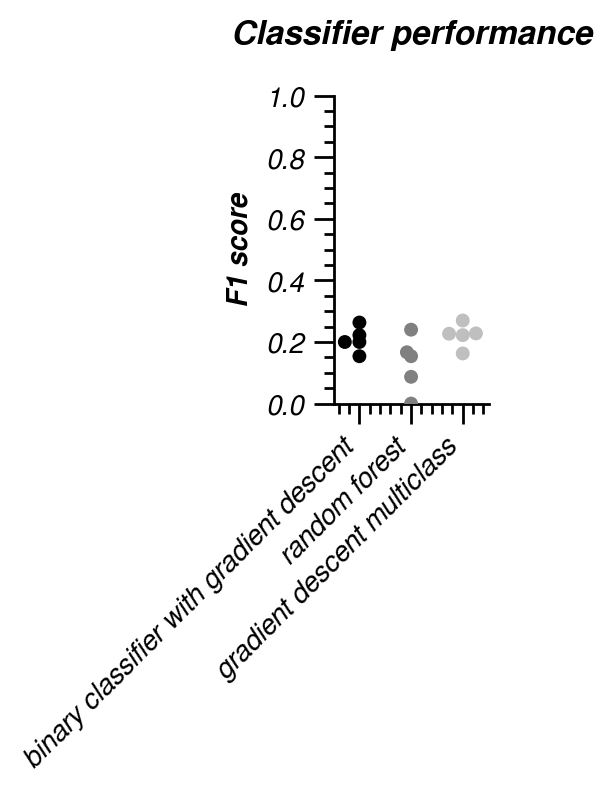 Classifier performance
F1 score
1.0
0.8
0.6
0.4
0.2
0.0
binary classifier with gradient descent
random forest
gradient descent multiclass